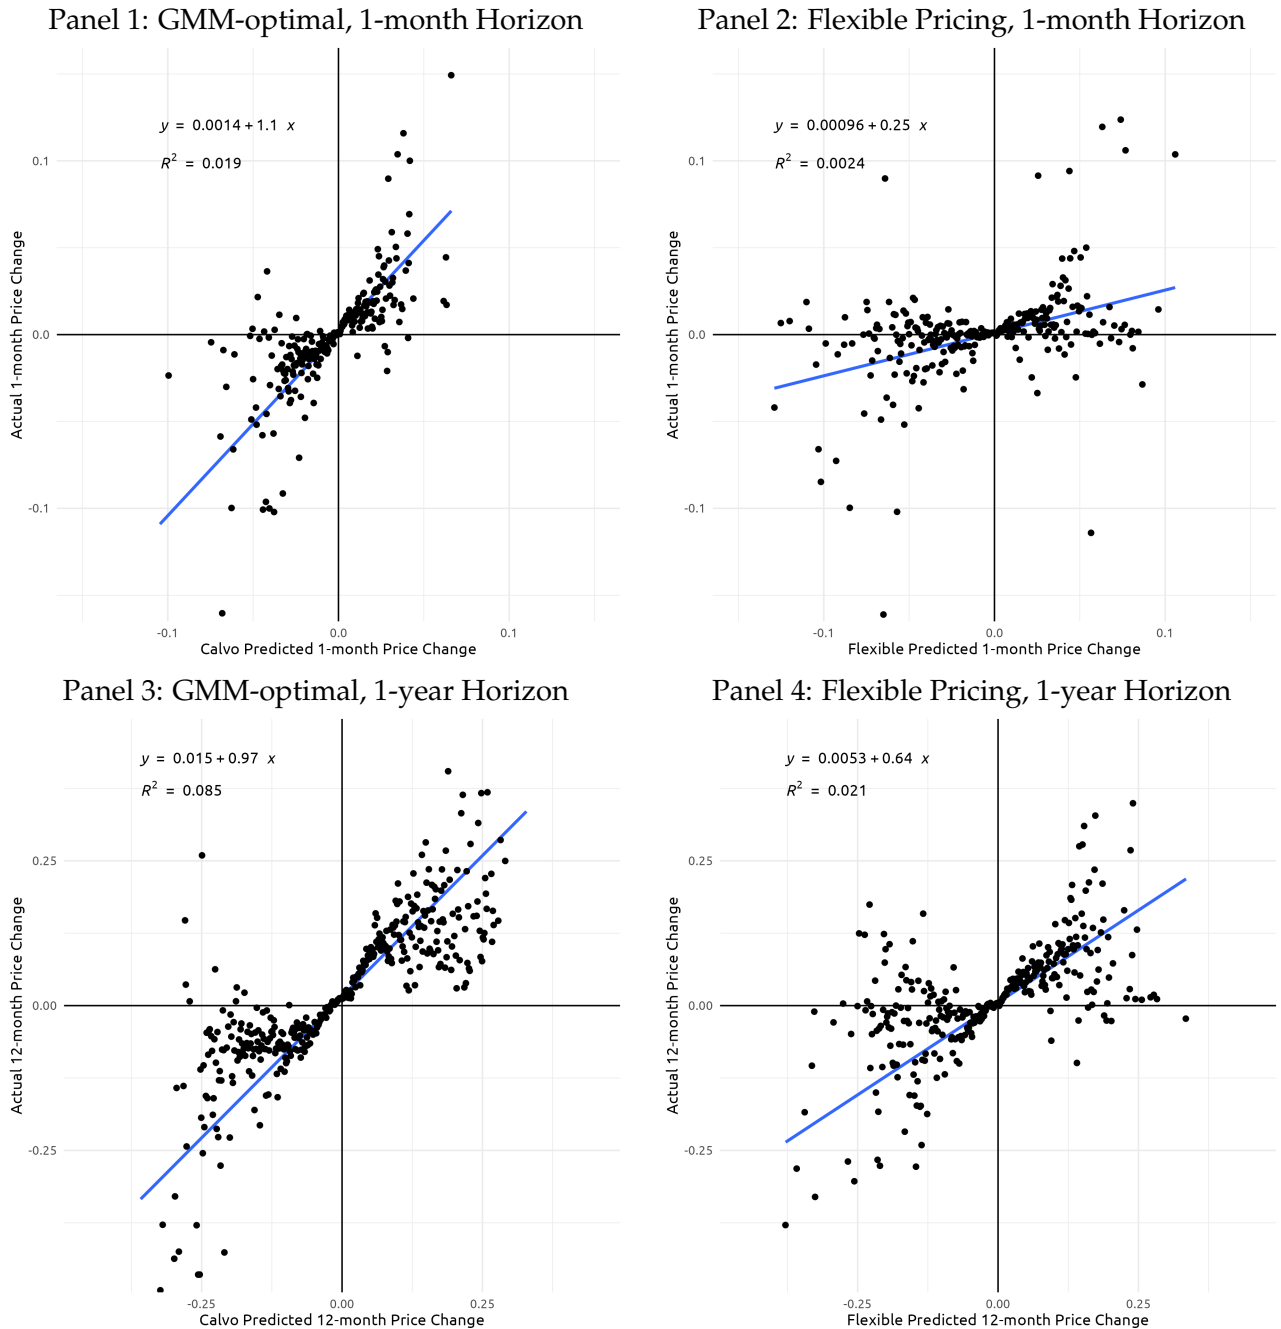 Panel 1: GMM-optimal, 1-month Horizon
y = 0.0014 + 1.1 x
R² = 0.019
0.1
0.0
-0.1
Actual 1-month Price Change
-0.1 0.0 0.1
Calvo Predicted 1-month Price Change
Panel 2: Flexible Pricing, 1-month Horizon
y = 0.00096 + 0.25 x
R² = 0.0024
0.1
0.0
-0.1
Actual 1-month Price Change
-0.1 0.0 0.1
Flexible Predicted 1-month Price Change
Panel 3: GMM-optimal, 1-year Horizon
y = 0.015 + 0.97 x
R² = 0.085
0.25
0.00
-0.25
Actual 12-month Price Change
-0.25 0.00 0.25
Calvo Predicted 12-month Price Change
Panel 4: Flexible Pricing, 1-year Horizon
y = 0.0053 + 0.64 x
R² = 0.021
0.25
0.00
-0.25
Actual 12-month Price Change
-0.25 0.00 0.25
Flexible Predicted 12-month Price Change